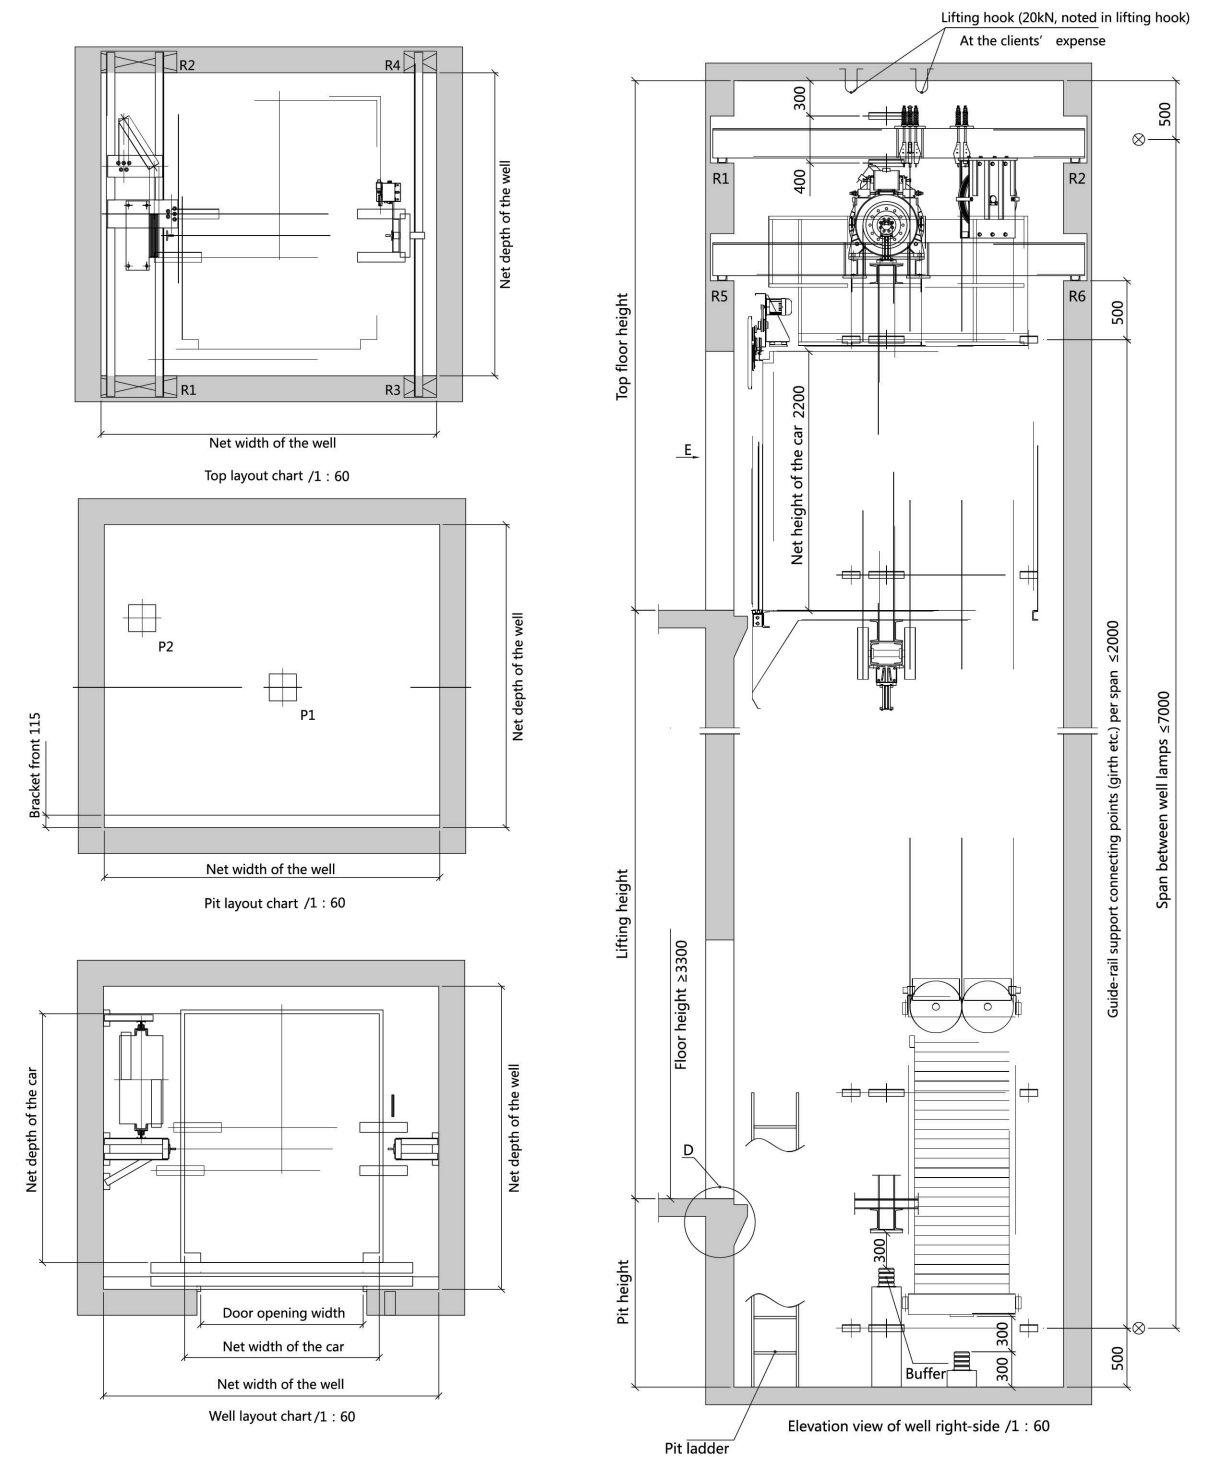 Lifting hook (20kN, noted in lifting hook)
At the clients' expense
R2
R4
R1
R3
Net depth of the well
Net width of the well
Top layout chart /1 : 60
P2
P1
Bracket front 115
Net depth of the well
Net width of the well
Pit layout chart /1 : 60
Net depth of the car
Net depth of the well
Door opening width
Net width of the car
Net width of the well
Well layout chart /1 : 60
300
400
500
R1
R2
R5
R6
500
Top floor height
E
Net height of the car 2200
Guide-rail support connecting points (girth etc.) per span ≤2000
Span between well lamps ≤7000
Lifting height
Floor height ≥3300
D
Pit height
300
300
300
500
Buffer
Elevation view of well right-side /1 : 60
Pit ladder